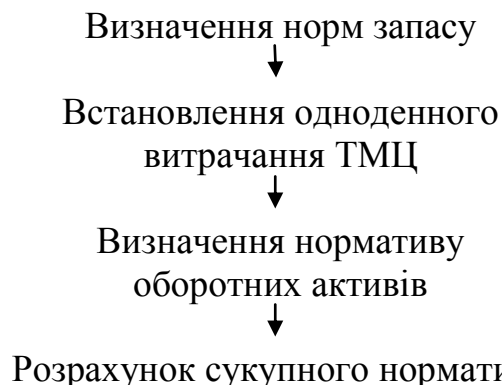 Визначення норм запасу
Встановлення одноденного
витрачання ТМЦ
Визначення нормативу
оборотних активів
Розрахунок сукупного